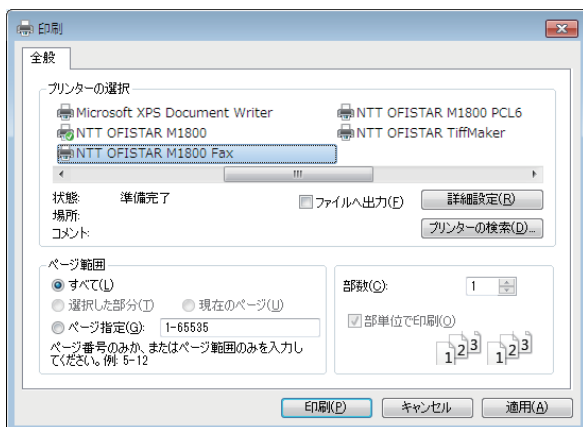 印刷
全般
プリンターの選択
Microsoft XPS Document Writer
NTT OFISTAR M1800 PCL6
NTT OFISTAR M1800
NTT OFISTAR TiffMaker
NTT OFISTAR M1800 Fax
状態: 準備完了
ファイルへ出力(F)
詳細設定(R)
場所:
コメント:
プリンターの検索(D)...
ページ範囲
すべて(L)
部数(C): 1
選択した部分(T)
現在のページ(U)
ページ指定(G): 1-65535
部単位で印刷(O)
ページ番号のみか、またはページ範囲のみを入力し
てください。例: 5-12
1 2 3 1 2 3
印刷(P)
キャンセル
適用(A)